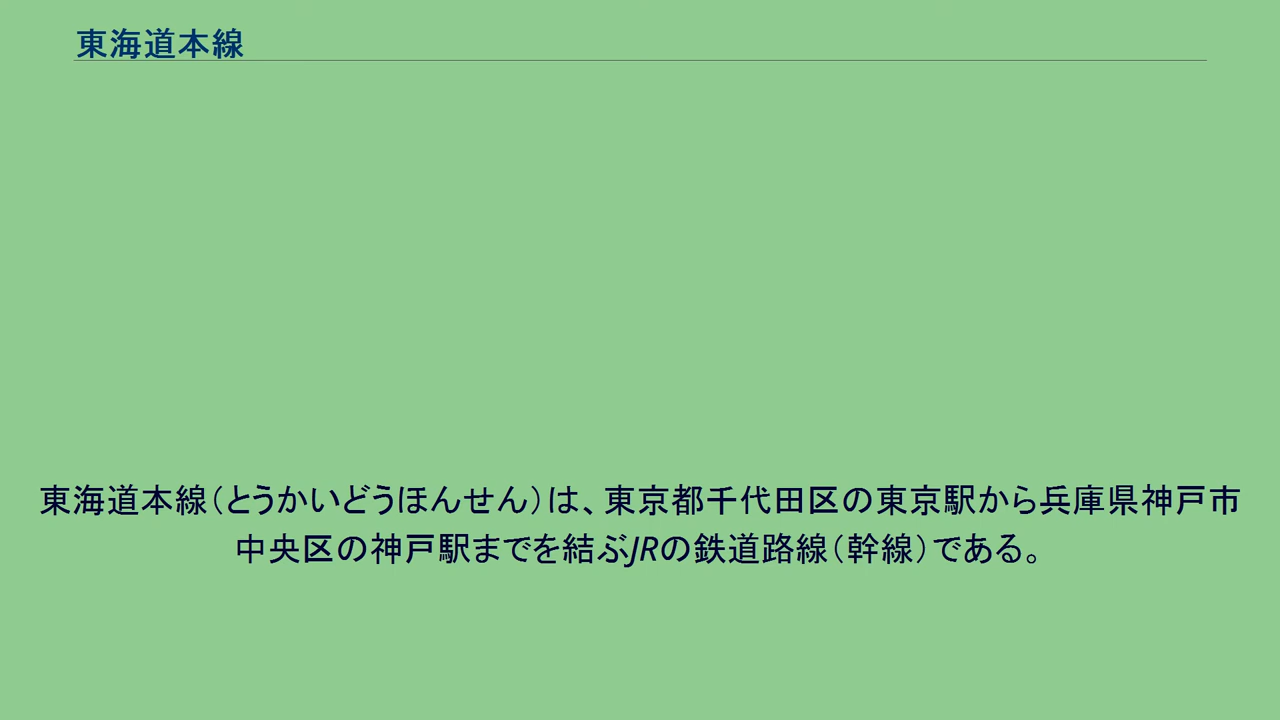 東海道本線
東海道本線（とうかいどうほんせん）は、東京都千代田区の東京駅から兵庫県神戸市
中央区の神戸駅までを結ぶJRの鉄道路線（幹線）である。